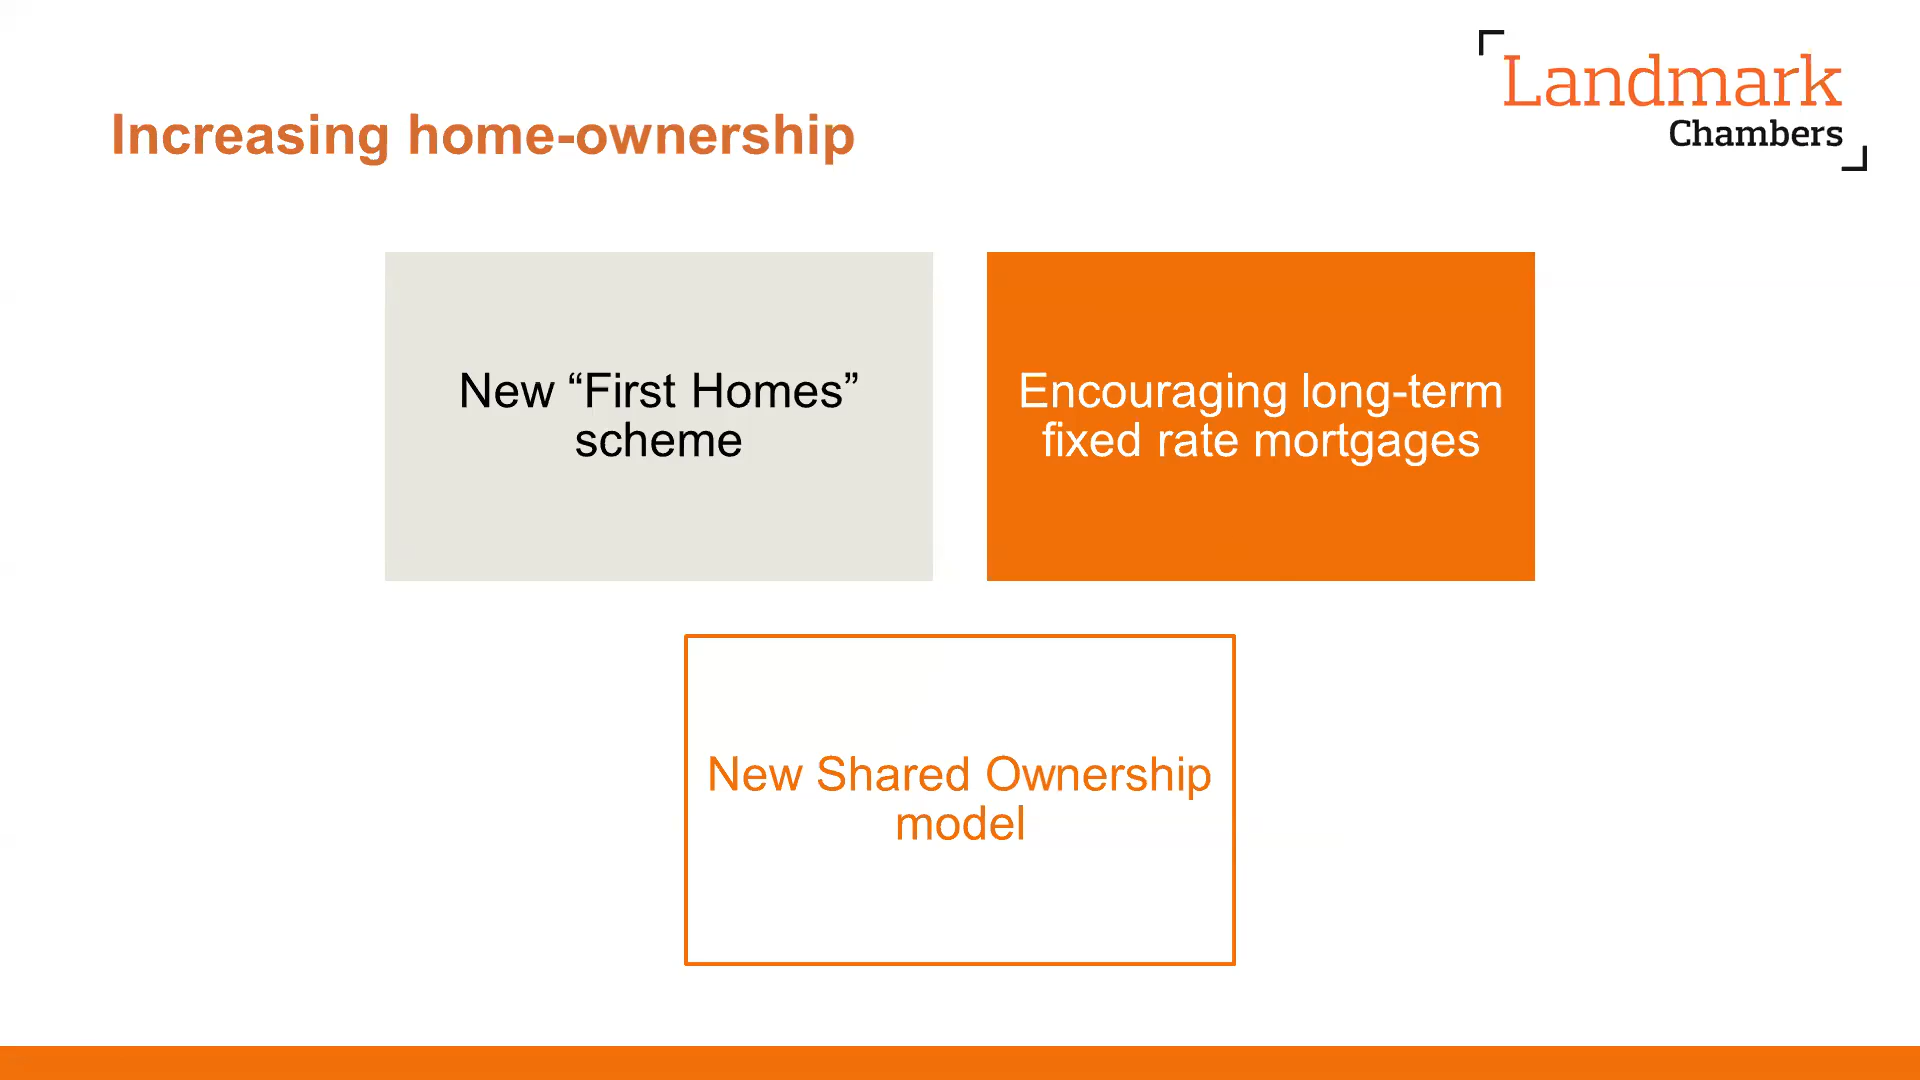 Landmark
Chambers
Increasing home-ownership
New “First Homes”
scheme
Encouraging long-term
fixed rate mortgages
New Shared Ownership
model